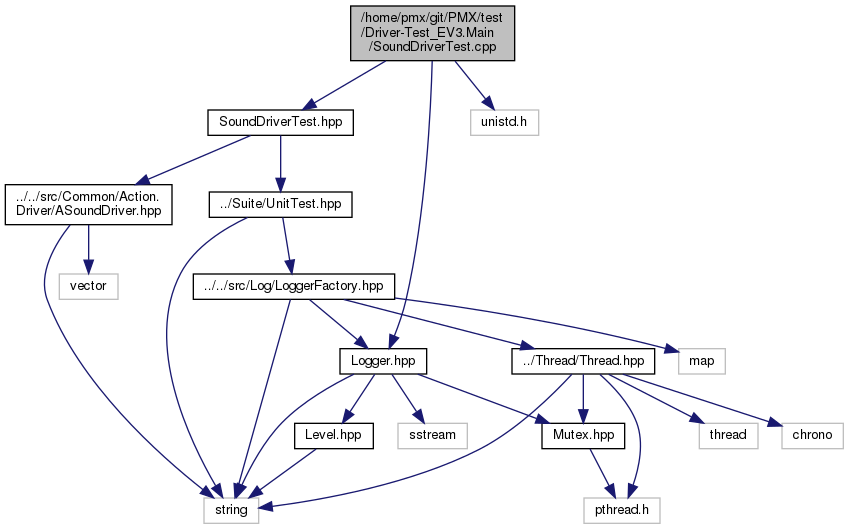 /home/pmx/git/PMX/test
/Driver-Test_EV3.Main
/SoundDriverTest.cpp
SoundDriverTest.hpp
unistd.h
../../src/Common/Action.
Driver/ASoundDriver.hpp
../Suite/UnitTest.hpp
vector
../../src/Log/LoggerFactory.hpp
Logger.hpp
../Thread/Thread.hpp
map
Level.hpp
sstream
Mutex.hpp
thread
chrono
string
pthread.h